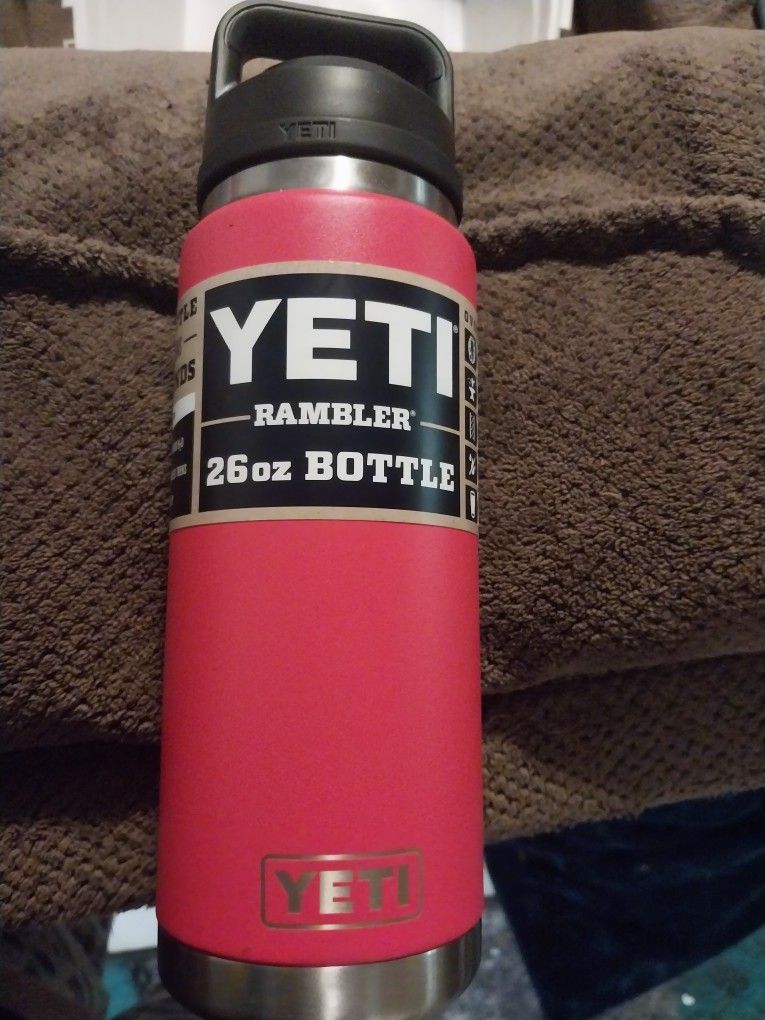 YETI
YETI®
RAMBLER®
26oz BOTTLE
YETI